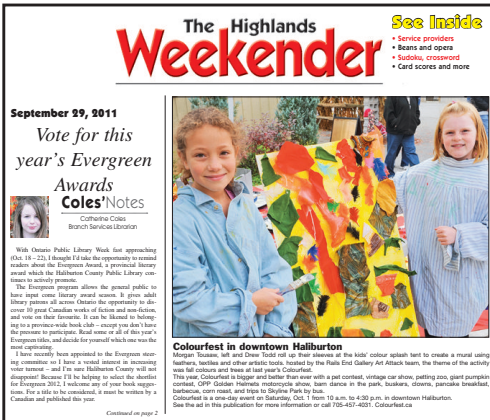 The Highlands
Weekender
See Inside
• Service providers
• Beans and opera
• Sudoku, crossword
• Card scores and more
September 29, 2011
Vote for this
year's Evergreen
Awards
Coles'Notes
Catherine Coles
Branch Services Librarian
With Ontario Public Library Week fast approaching
(Oct. 18 – 22), I thought I'd take the opportunity to remind
readers about the Evergreen Award, a provincial literary
award which the Haliburton County Public Library con-
tinues to actively promote.
The Evergreen program allows the general public to
have input come literary award season. It gives adult
library patrons all across Ontario the opportunity to dis-
cover 10 great Canadian works of fiction and non-fiction,
and vote on their favourite. It can be likened to belong-
ing to a province-wide book club – except you don't have
the pressure to participate. Read some or all of this year's
Evergreen titles, and decide for yourself which one was the
most captivating.
I have recently been appointed to the Evergreen steer-
ing committee so I have a vested interest in increasing
voter turnout – and I'm sure Haliburton County will not
disappoint! Because I'll be helping to select the shortlist
for Evergreen 2012, I welcome any of your book sugges-
tions. For a title to be considered, it must be written by a
Canadian and published this year.
Continued on page 2
Colourfest in downtown Haliburton
Morgan Tousaw, left and Drew Todd roll up their sleeves at the kids' colour splash tent to create a mural using
feathers, textiles and other artistic tools, hosted by the Rails End Gallery Art Attack team, the theme of the activity
was fall colours and trees at last year's Colourfest.
This year, Colourfest is bigger and better than ever with a pet contest, vintage car show, petting zoo, giant pumpkin
contest, OPP Golden Helmets motorcycle show, barn dance in the park, buskers, clowns, pancake breakfast,
barbecue, corn roast, and trips to Skyline Park by bus.
Colourfest is a one-day event on Saturday, Oct. 1 from 10 a.m. to 4:30 p.m. in downtown Haliburton.
See the ad in this publication for more information or call 705-457-4031. Colourfest.ca